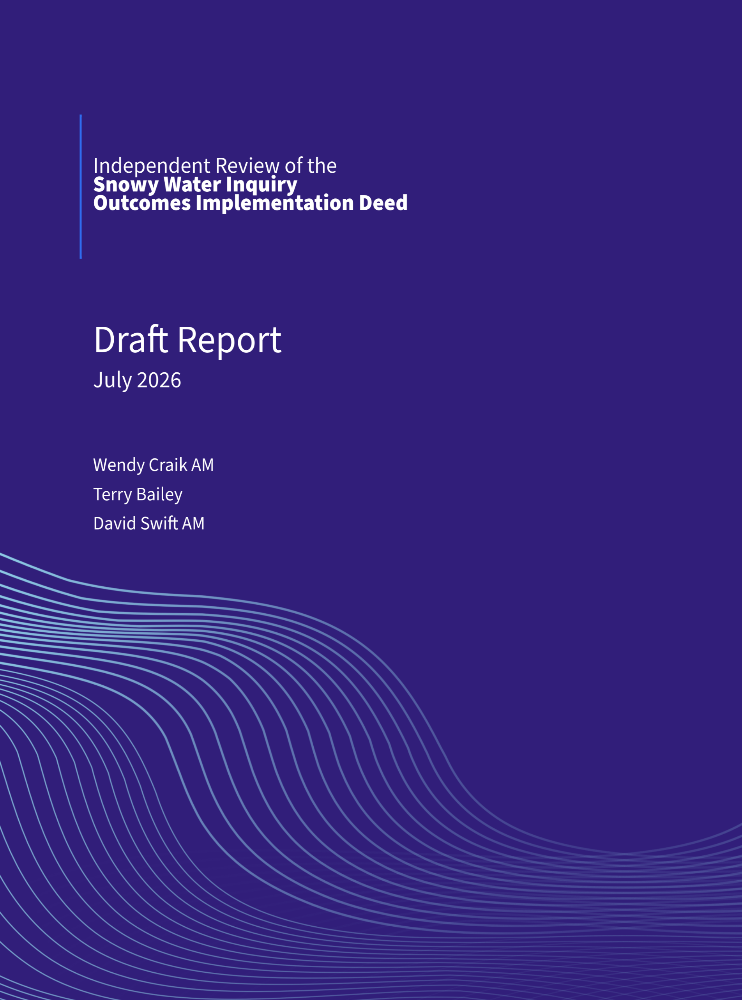 Independent Review of the
Snowy Water Inquiry
Outcomes Implementation Deed
Draft Report
July 2026
Wendy Craik AM
Terry Bailey
David Swift AM